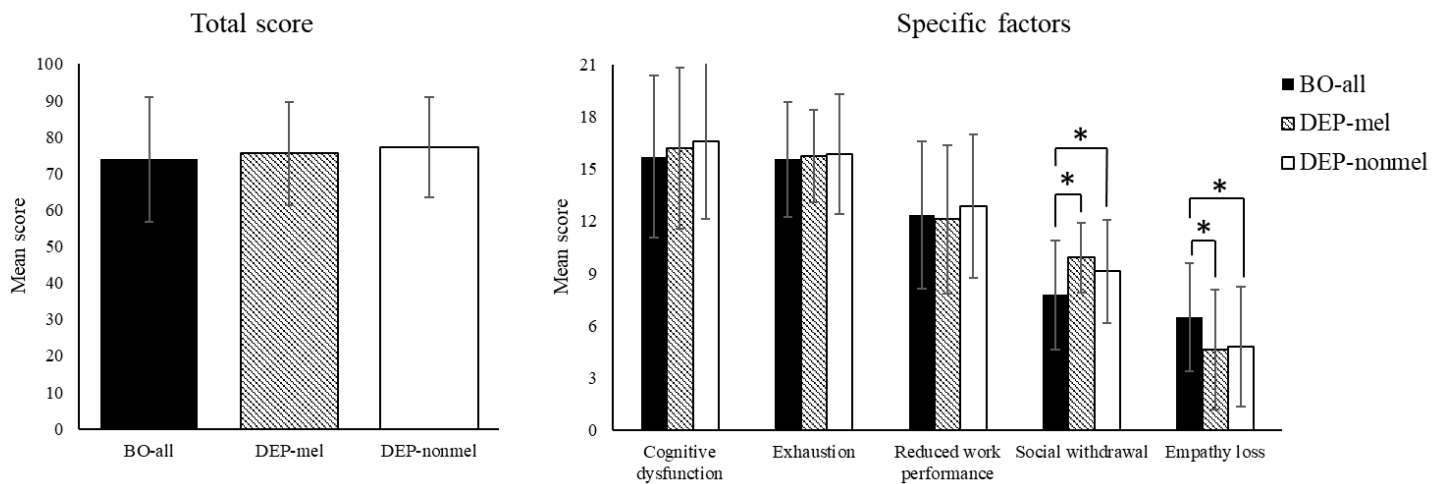 Total score
Mean score
100
90
80
70
60
50
40
30
20
10
0
BO-all
DEP-mel
DEP-nonmel
Specific factors
Mean score
21
18
15
12
9
6
3
0
*
*
*
*
Cognitive
dysfunction
Exhaustion
Reduced work
performance
Social withdrawal
Empathy loss
BO-all
DEP-mel
DEP-nonmel